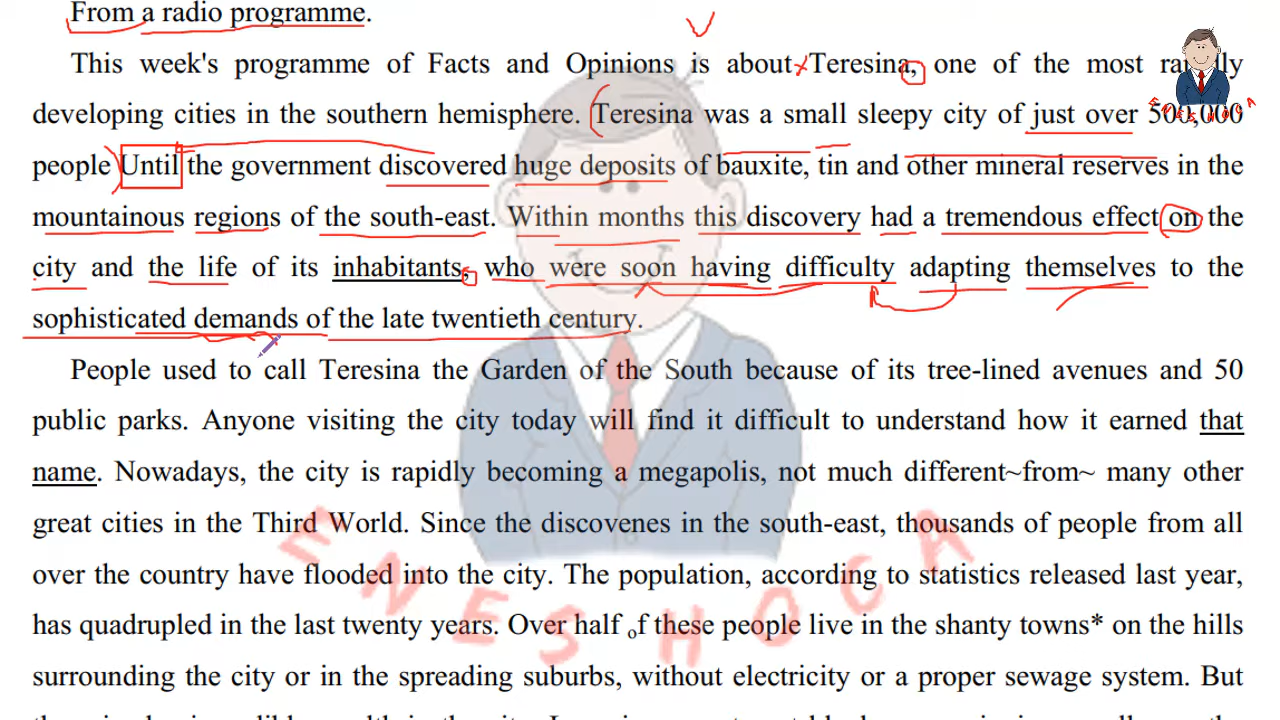 From a radio programme.
This week's programme of Facts and Opinions is about Teresina, one of the most rapidly
developing cities in the southern hemisphere. Teresina was a small sleepy city of just over 500,000
people Until the government discovered huge deposits of bauxite, tin and other mineral reserves in the
mountainous regions of the south-east. Within months this discovery had a tremendous effect on the
city and the life of its inhabitants, who were soon having difficulty adapting themselves to the
sophisticated demands of the late twentieth century.
People used to call Teresina the Garden of the South because of its tree-lined avenues and 50
public parks. Anyone visiting the city today will find it difficult to understand how it earned that
name. Nowadays, the city is rapidly becoming a megapolis, not much different~from~ many other
great cities in the Third World. Since the discovenes in the south-east, thousands of people from all
over the country have flooded into the city. The population, according to statistics released last year,
has quadrupled in the last twenty years. Over half of these people live in the shanty towns* on the hills
surrounding the city or in the spreading suburbs, without electricity or a proper sewage system. But
ENESHOCA
ENESHOCA